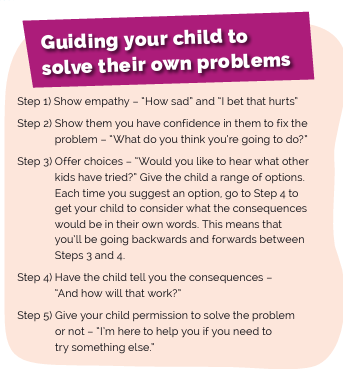 Guiding your child to
solve their own problems
Step 1) Show empathy – "How sad" and "I bet that hurts"
Step 2) Show them you have confidence in them to fix the
problem – "What do you think you're going to do?"
Step 3) Offer choices – "Would you like to hear what other
kids have tried?" Give the child a range of options.
Each time you suggest an option, go to Step 4 to
get your child to consider what the consequences
would be in their own words. This means that
you'll be going backwards and forwards between
Steps 3 and 4.
Step 4) Have the child tell you the consequences –
"And how will that work?"
Step 5) Give your child permission to solve the problem
or not – "I'm here to help you if you need to
try something else."